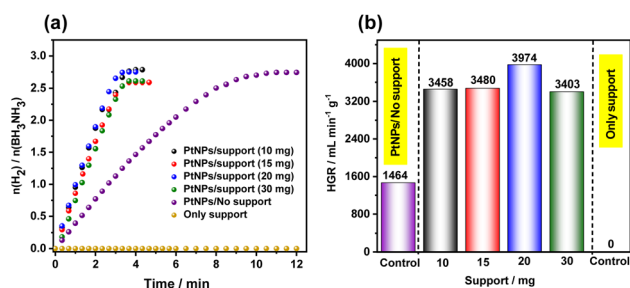 (a)
3.0
2.5
2.0
1.5
1.0
0.5
0.0
n(H2) / n(BH3NH3)
PtNPs/support (10 mg)
PtNPs/support (15 mg)
PtNPs/support (20 mg)
PtNPs/support (30 mg)
PtNPs/No support
Only support
0 2 4 6 8 10 12
Time / min
(b)
4000
3200
2400
1600
800
0
HGR / mL min-1 g-1
PtNPs/No support
1464
3458
3480
3974
3403
Only support
0
Control 10 15 20 30 Control
Support / mg